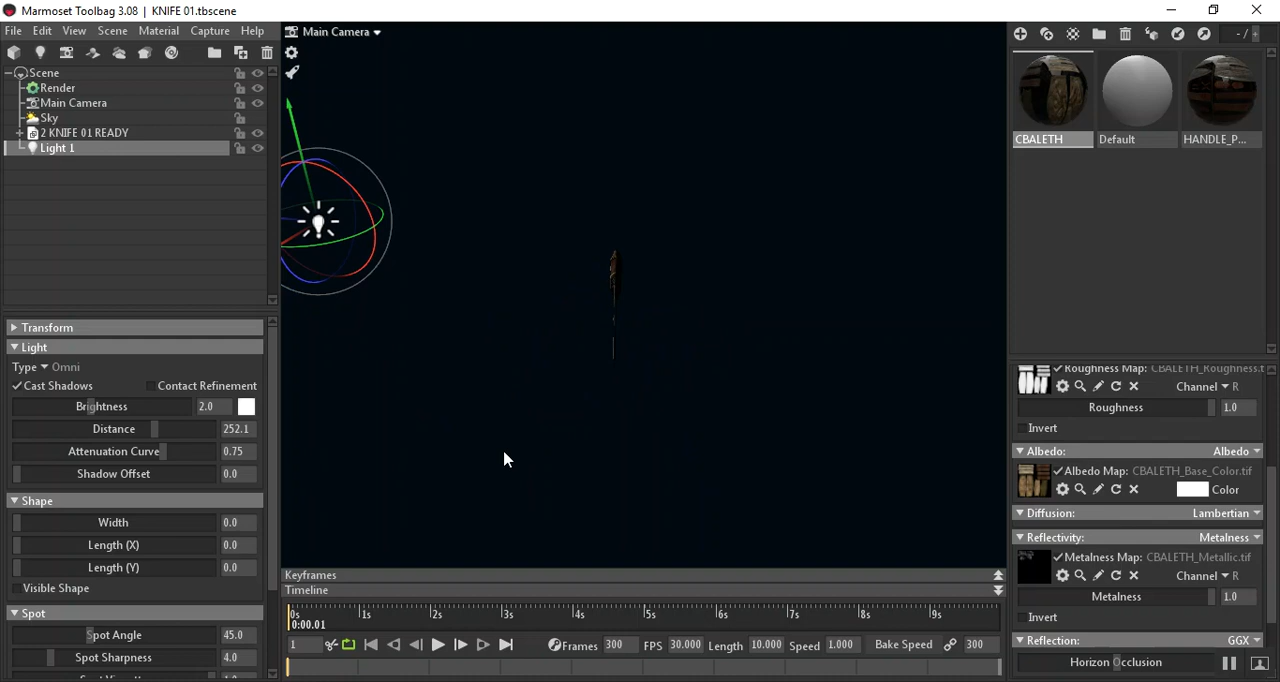 Marmoset Toolbag 3.08 | KNIFE 01.tbscene
File Edit View Scene Material Capture Help
Main Camera
- / +
Scene
Render
Main Camera
Sky
2 KNIFE 01 READY
Light 1
CBALETH Default HANDLE_P...
Transform
Light
Type Omni
Cast Shadows Contact Refinement
Brightness 2.0
Distance 252.1
Attenuation Curve 0.75
Shadow Offset 0.0
Shape
Width 0.0
Length (X) 0.0
Length (Y) 0.0
Visible Shape
Spot
Spot Angle 45.0
Spot Sharpness 4.0
Roughness Map: CBALETH_Roughness.t
Channel R
Roughness 1.0
Invert
Albedo: Albedo
Albedo Map: CBALETH_Base_Color.tif
Color
Diffusion: Lambertian
Reflectivity: Metalness
Metalness Map: CBALETH_Metallic.tif
Channel R
Metalness 1.0
Invert
Reflection: GGX
Horizon Occlusion
Keyframes
Timeline
0s 1s 2s 3s 4s 5s 6s 7s 8s 9s
0:00.01
1 Frames 300 FPS 30.000 Length 10.000 Speed 1.000 Bake Speed 300